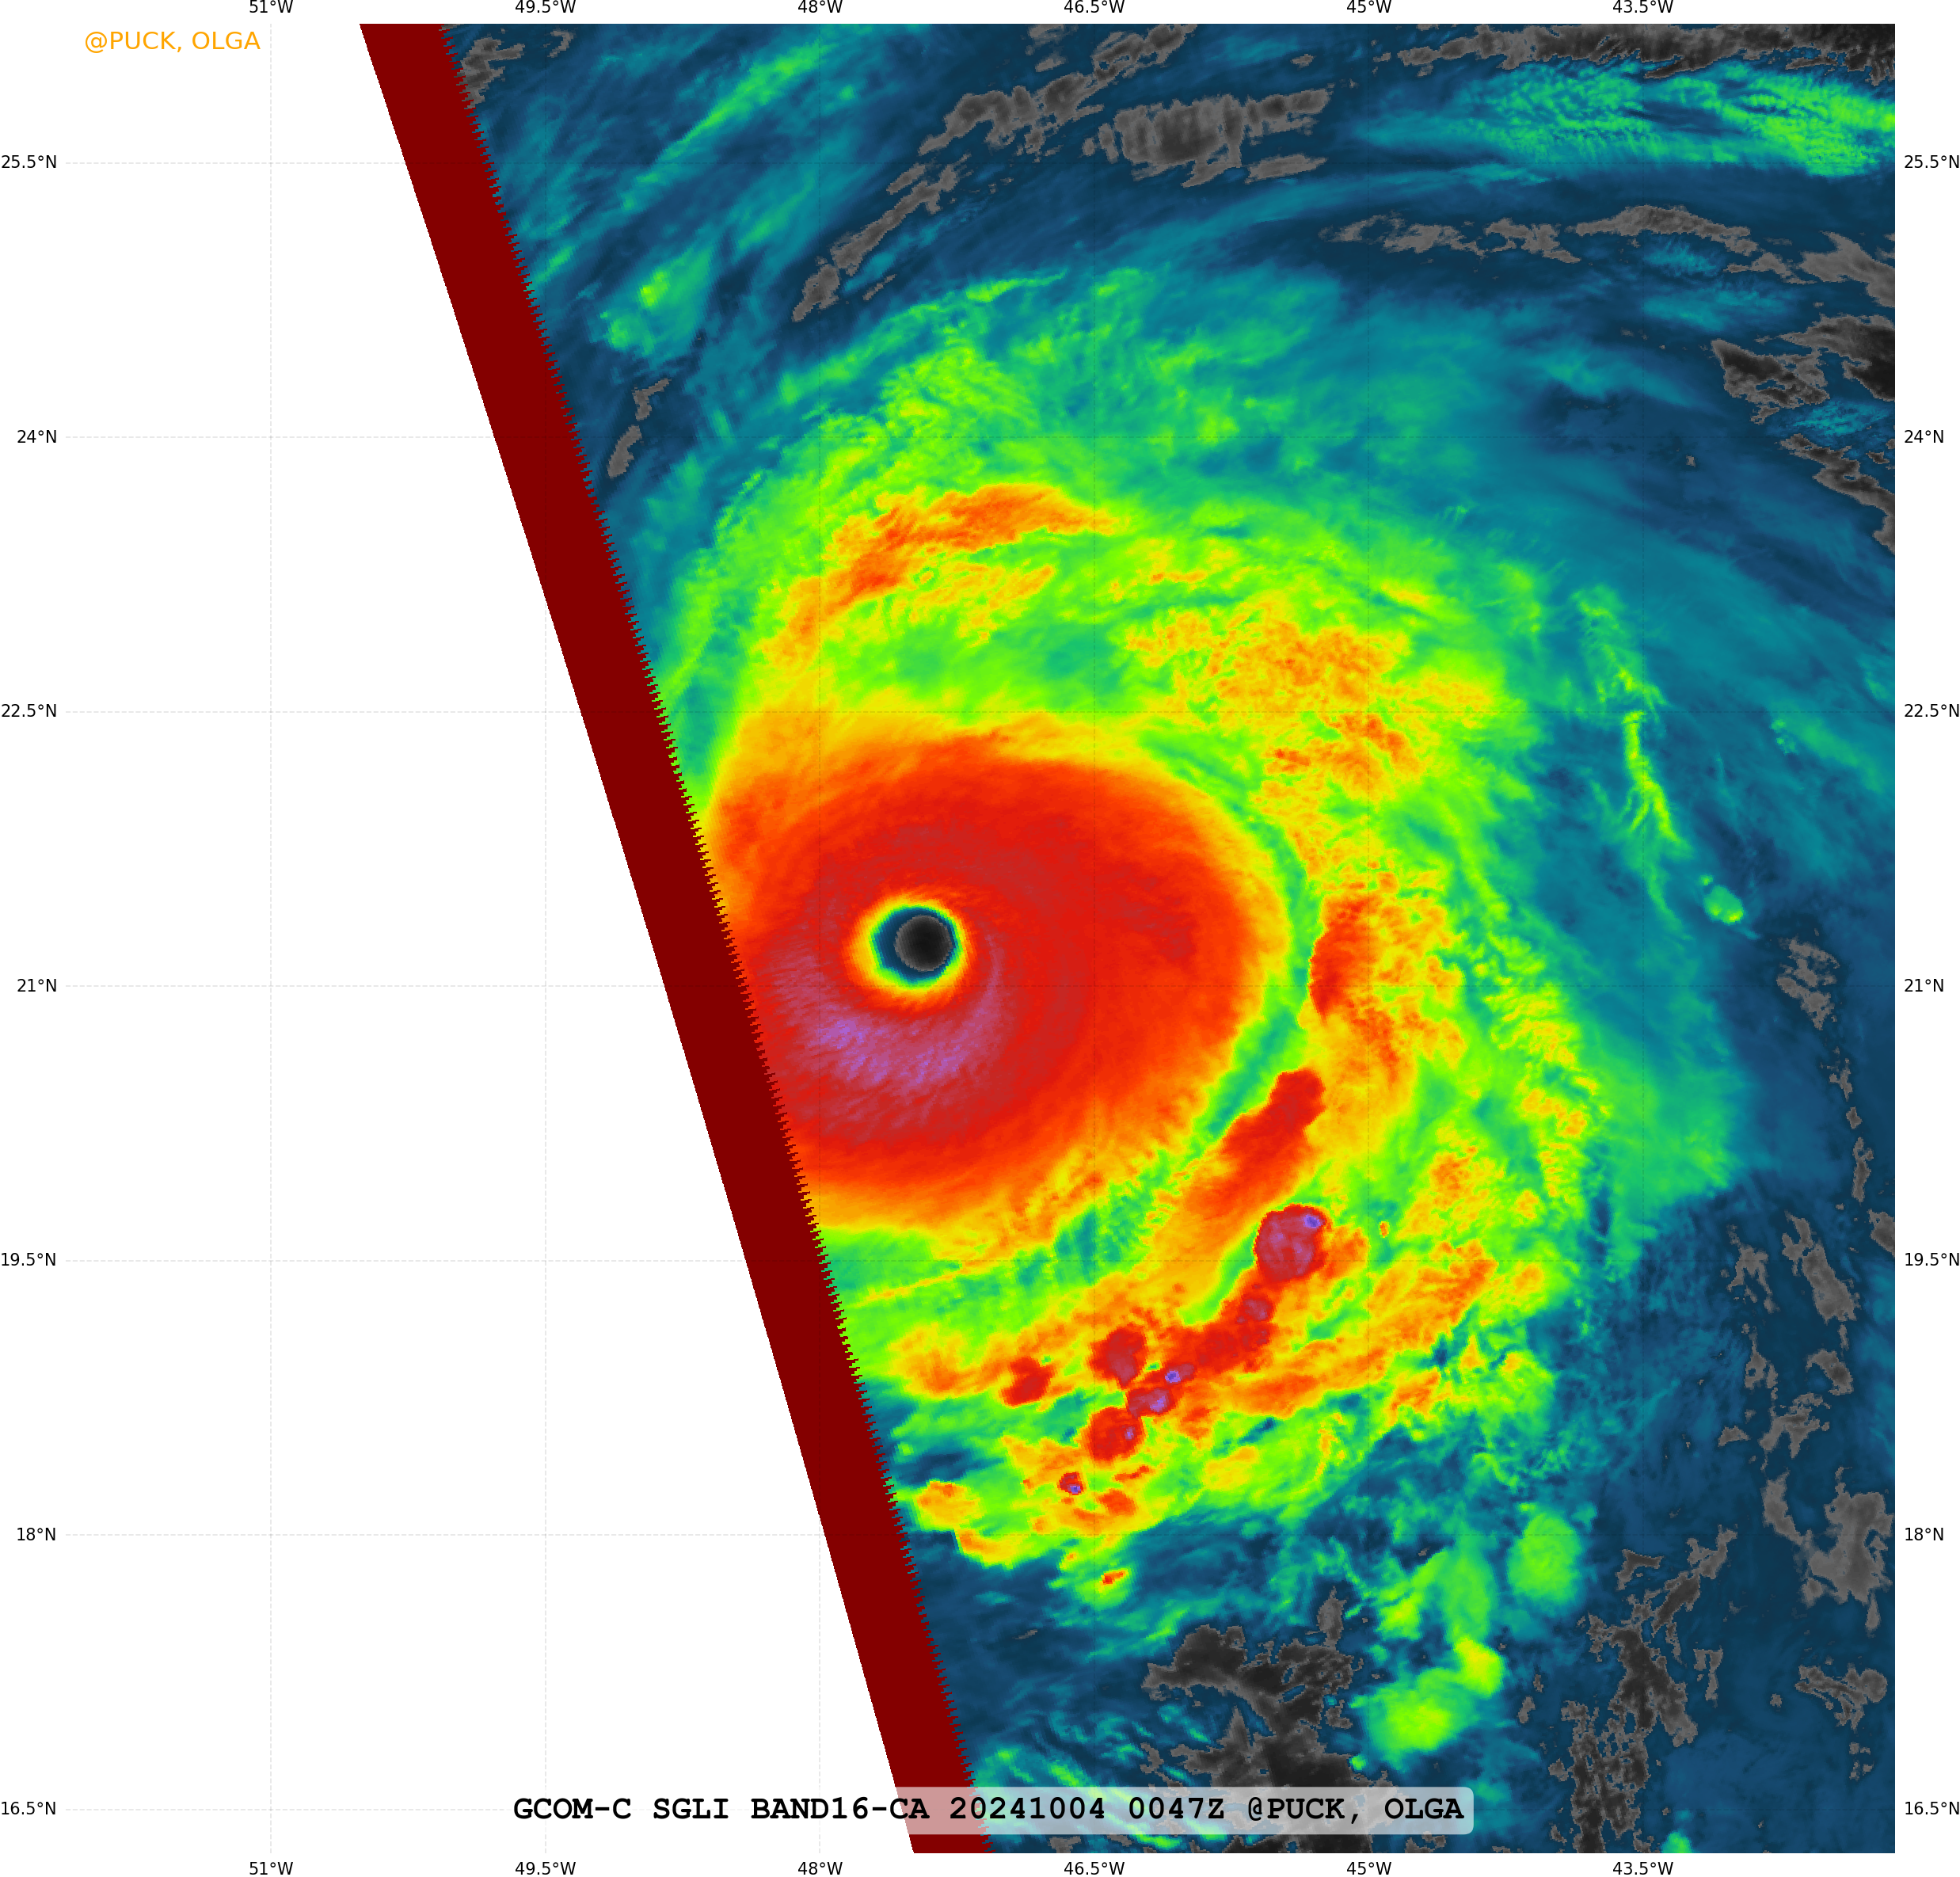 51°W 49.5°W 48°W 46.5°W 45°W 43.5°W
@PUCK, OLGA
25.5°N 25.5°N
24°N 24°N
22.5°N 22.5°N
21°N 21°N
19.5°N 19.5°N
18°N 18°N
16.5°N 16.5°N
GCOM-C SGLI BAND16-CA 20241004 0047Z @PUCK, OLGA
51°W 49.5°W 48°W 46.5°W 45°W 43.5°W